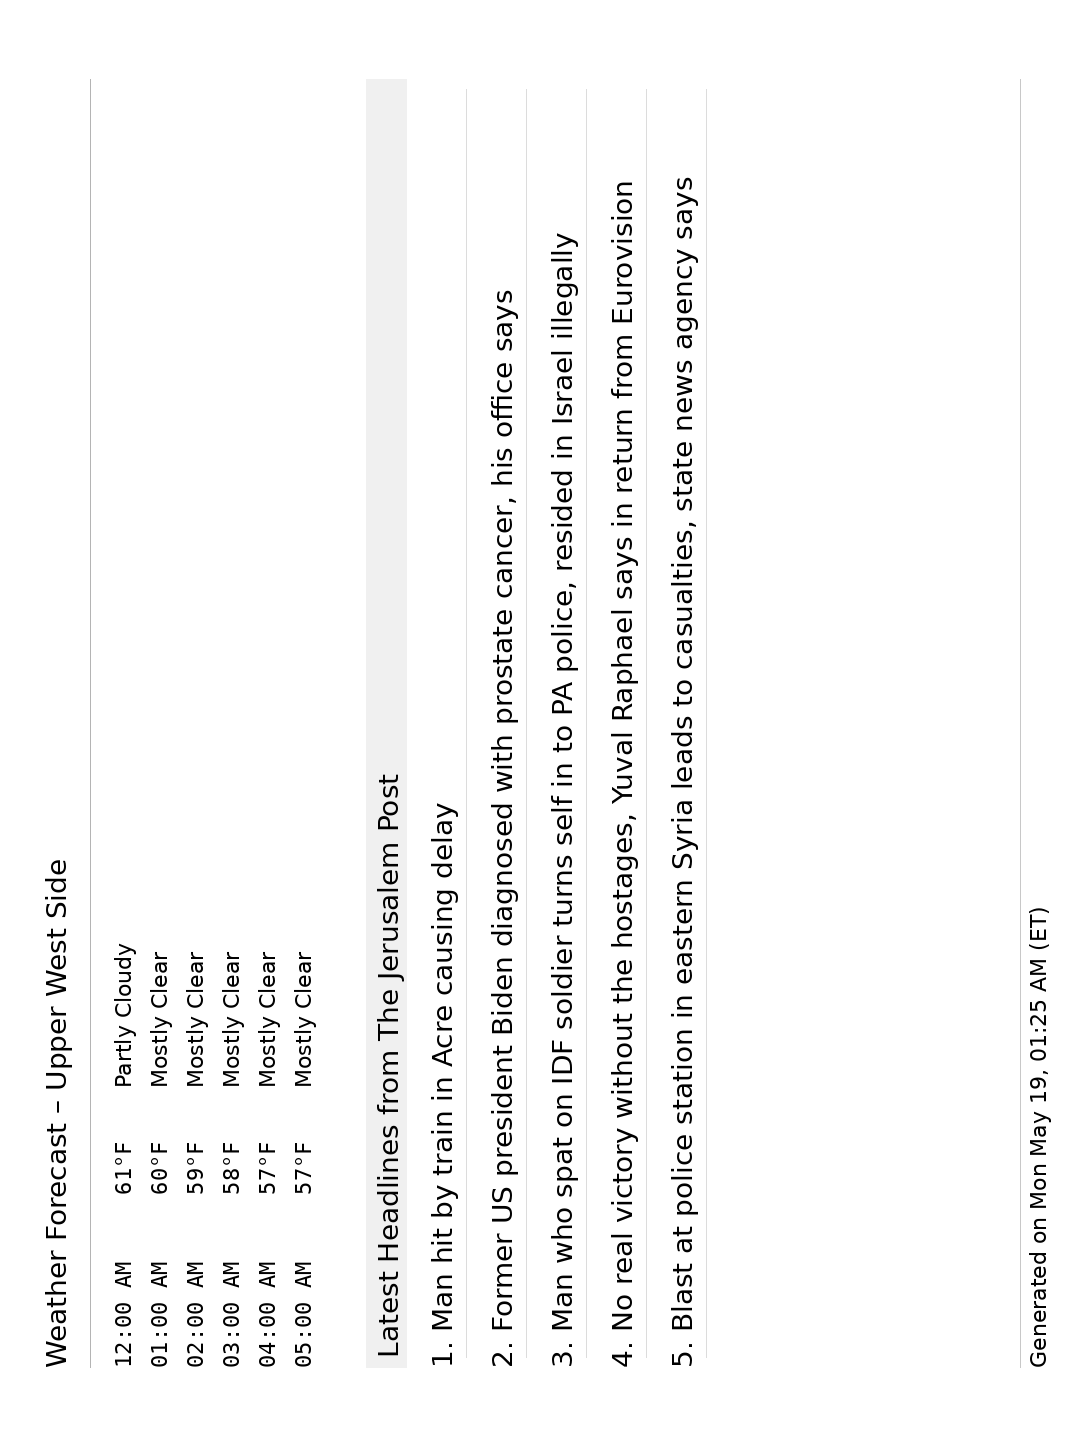 Weather Forecast – Upper West Side
12:00 AM 61°F Partly Cloudy
01:00 AM 60°F Mostly Clear
02:00 AM 59°F Mostly Clear
03:00 AM 58°F Mostly Clear
04:00 AM 57°F Mostly Clear
05:00 AM 57°F Mostly Clear
Latest Headlines from The Jerusalem Post
1. Man hit by train in Acre causing delay
2. Former US president Biden diagnosed with prostate cancer, his office says
3. Man who spat on IDF soldier turns self in to PA police, resided in Israel illegally
4. No real victory without the hostages, Yuval Raphael says in return from Eurovision
5. Blast at police station in eastern Syria leads to casualties, state news agency says
Generated on Mon May 19, 01:25 AM (ET)